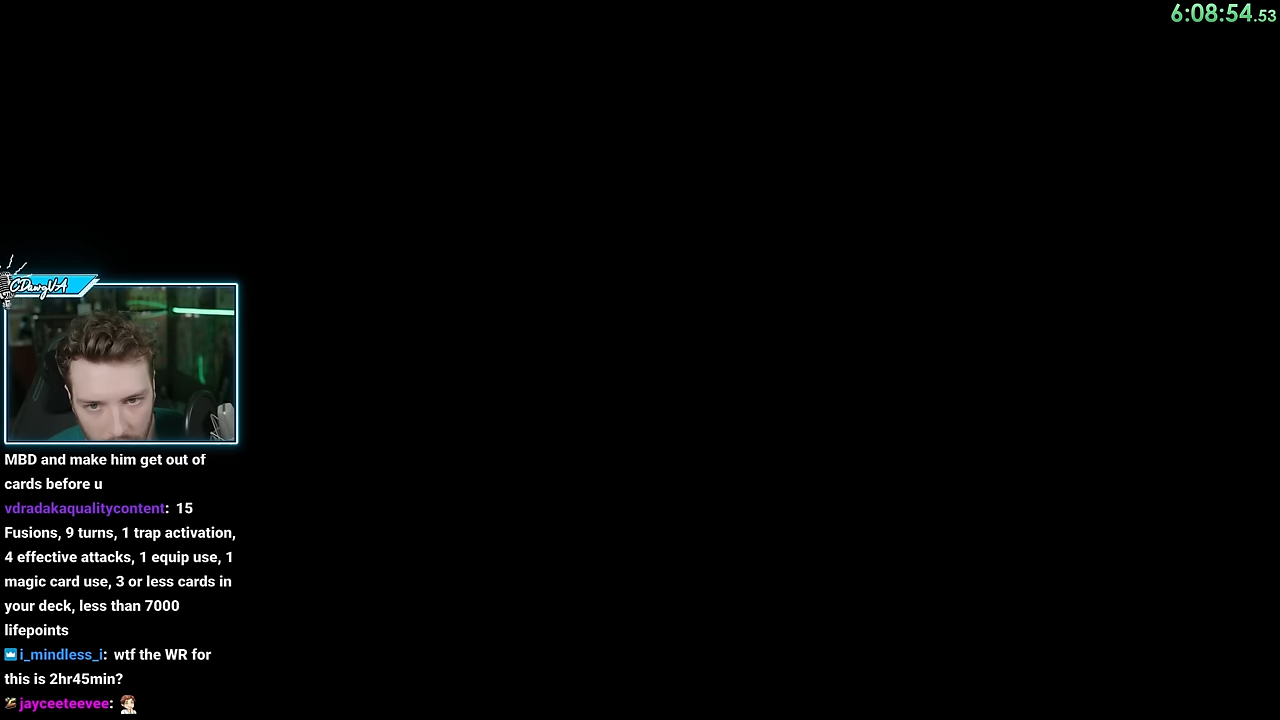 6:08:54.53
CDawgVA
MBD and make him get out of
cards before u
vdradakaqualitycontent: 15
Fusions, 9 turns, 1 trap activation,
4 effective attacks, 1 equip use, 1
magic card use, 3 or less cards in
your deck, less than 7000
lifepoints
i_mindless_i: wtf the WR for
this is 2hr45min?
jayceeteevee: